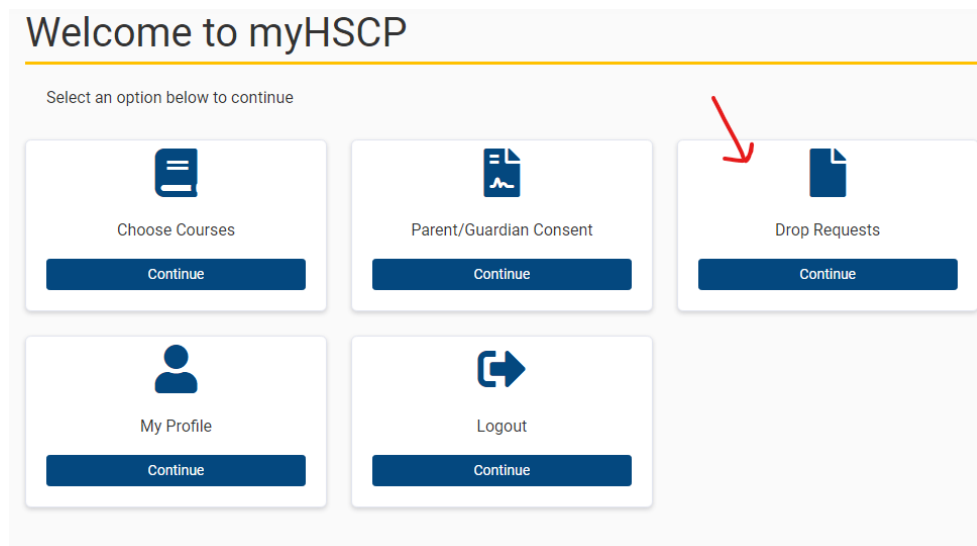 Welcome to myHSCP
Select an option below to continue
Choose Courses
Continue
Parent/Guardian Consent
Continue
Drop Requests
Continue
My Profile
Continue
Logout
Continue